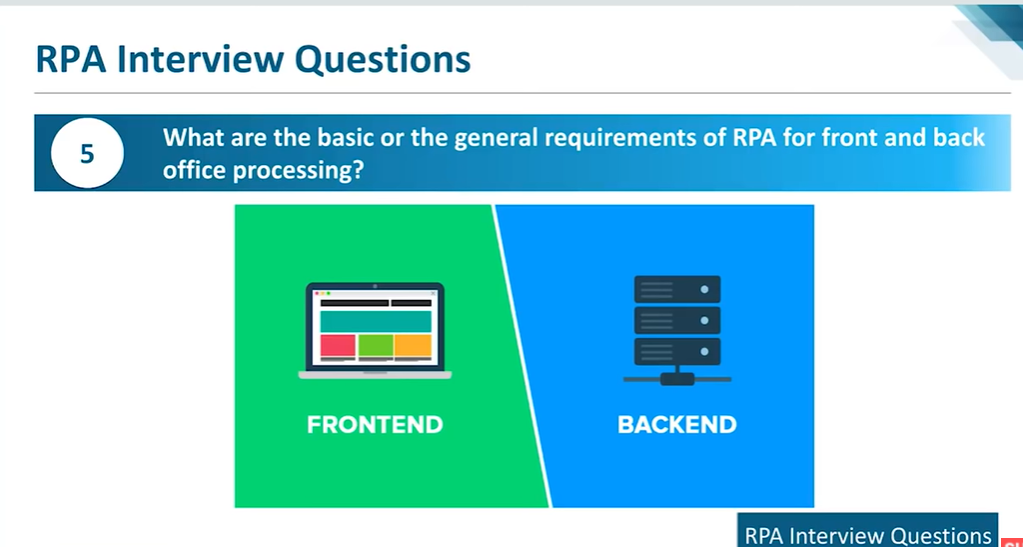 RPA Interview Questions
5
What are the basic or the general requirements of RPA for front and back
office processing?
FRONTEND
BACKEND
RPA Interview Questions